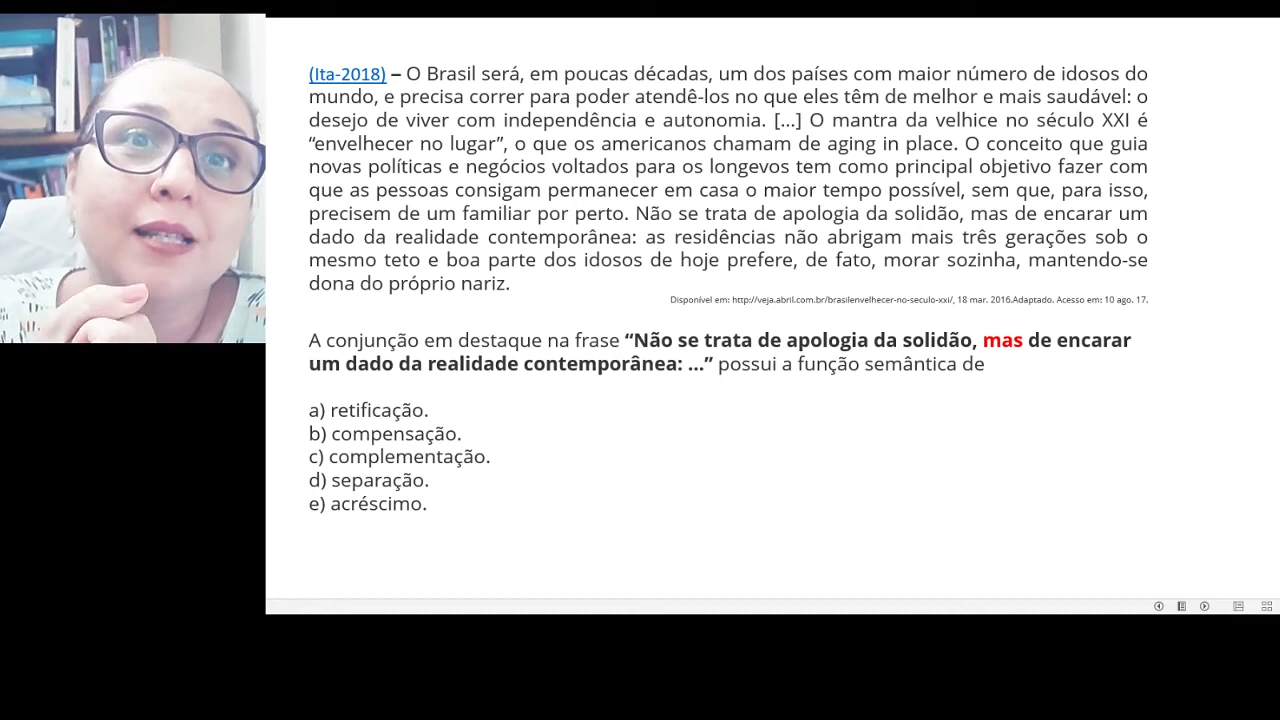 (Ita-2018) – O Brasil será, em poucas décadas, um dos países com maior número de idosos do
mundo, e precisa correr para poder atendê-los no que eles têm de melhor e mais saudável: o
desejo de viver com independência e autonomia. [...] O mantra da velhice no século XXI é
“envelhecer no lugar”, o que os americanos chamam de aging in place. O conceito que guia
novas políticas e negócios voltados para os longevos tem como principal objetivo fazer com
que as pessoas consigam permanecer em casa o maior tempo possível, sem que, para isso,
precisem de um familiar por perto. Não se trata de apologia da solidão, mas de encarar um
dado da realidade contemporânea: as residências não abrigam mais três gerações sob o
mesmo teto e boa parte dos idosos de hoje prefere, de fato, morar sozinha, mantendo-se
dona do próprio nariz.
Disponível em: http://veja.abril.com.br/brasilenvelhecer-no-seculo-xxi/, 18 mar. 2016.Adaptado. Acesso em: 10 ago. 17.
A conjunção em destaque na frase “Não se trata de apologia da solidão, mas de encarar
um dado da realidade contemporânea: ...” possui a função semântica de
a) retificação.
b) compensação.
c) complementação.
d) separação.
e) acréscimo.